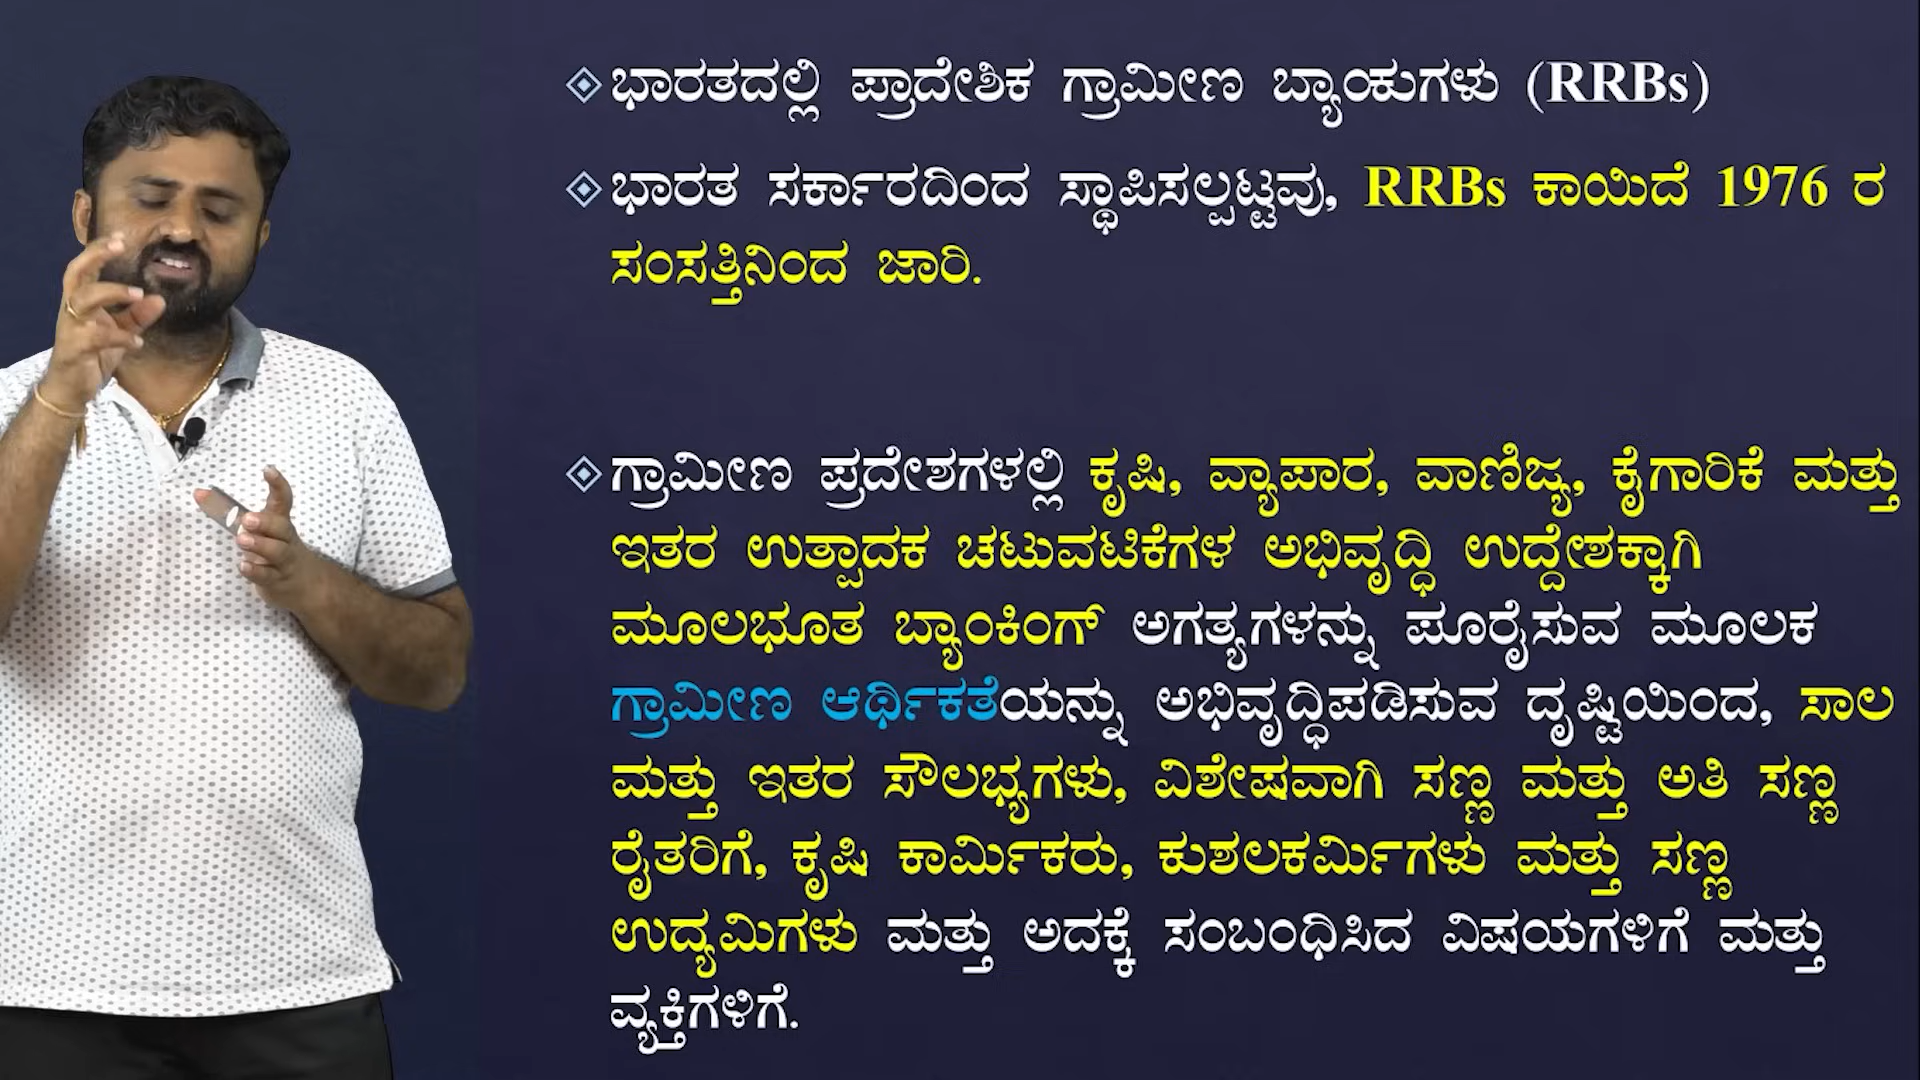 ಭಾರತದಲ್ಲಿ ಪ್ರಾದೇಶಿಕ ಗ್ರಾಮೀಣ ಬ್ಯಾಂಕುಗಳು (RRBs)
ಭಾರತ ಸರ್ಕಾರದಿಂದ ಸ್ಥಾಪಿಸಲ್ಪಟ್ಟವು, RRBs ಕಾಯಿದೆ 1976 ರ
ಸಂಸತ್ತಿನಿಂದ ಜಾರಿ.
ಗ್ರಾಮೀಣ ಪ್ರದೇಶಗಳಲ್ಲಿ ಕೃಷಿ, ವ್ಯಾಪಾರ, ವಾಣಿಜ್ಯ, ಕೈಗಾರಿಕೆ ಮತ್ತು
ಇತರ ಉತ್ಪಾದಕ ಚಟುವಟಿಕೆಗಳ ಅಭಿವೃದ್ಧಿ ಉದ್ದೇಶಕ್ಕಾಗಿ
ಮೂಲಭೂತ ಬ್ಯಾಂಕಿಂಗ್ ಅಗತ್ಯಗಳನ್ನು ಪೂರೈಸುವ ಮೂಲಕ
ಗ್ರಾಮೀಣ ಆರ್ಥಿಕತೆಯನ್ನು ಅಭಿವೃದ್ಧಿಪಡಿಸುವ ದೃಷ್ಟಿಯಿಂದ, ಸಾಲ
ಮತ್ತು ಇತರ ಸೌಲಭ್ಯಗಳು, ವಿಶೇಷವಾಗಿ ಸಣ್ಣ ಮತ್ತು ಅತಿ ಸಣ್ಣ
ರೈತರಿಗೆ, ಕೃಷಿ ಕಾರ್ಮಿಕರು, ಕುಶಲಕರ್ಮಿಗಳು ಮತ್ತು ಸಣ್ಣ
ಉದ್ಯಮಿಗಳು ಮತ್ತು ಅದಕ್ಕೆ ಸಂಬಂಧಿಸಿದ ವಿಷಯಗಳಿಗೆ ಮತ್ತು
ವ್ಯಕ್ತಿಗಳಿಗೆ.